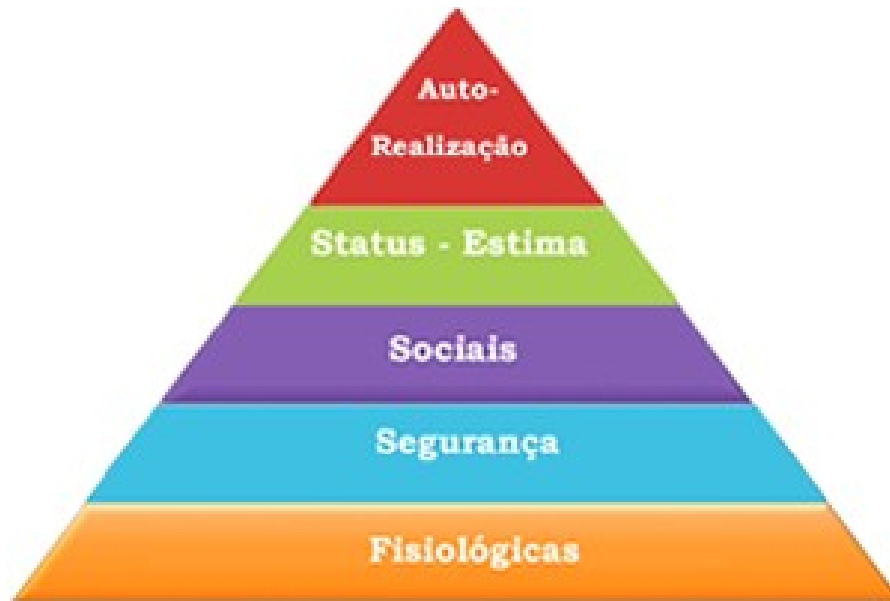 Auto-
Realização
Status - Estima
Sociais
Segurança
Fisiológicas